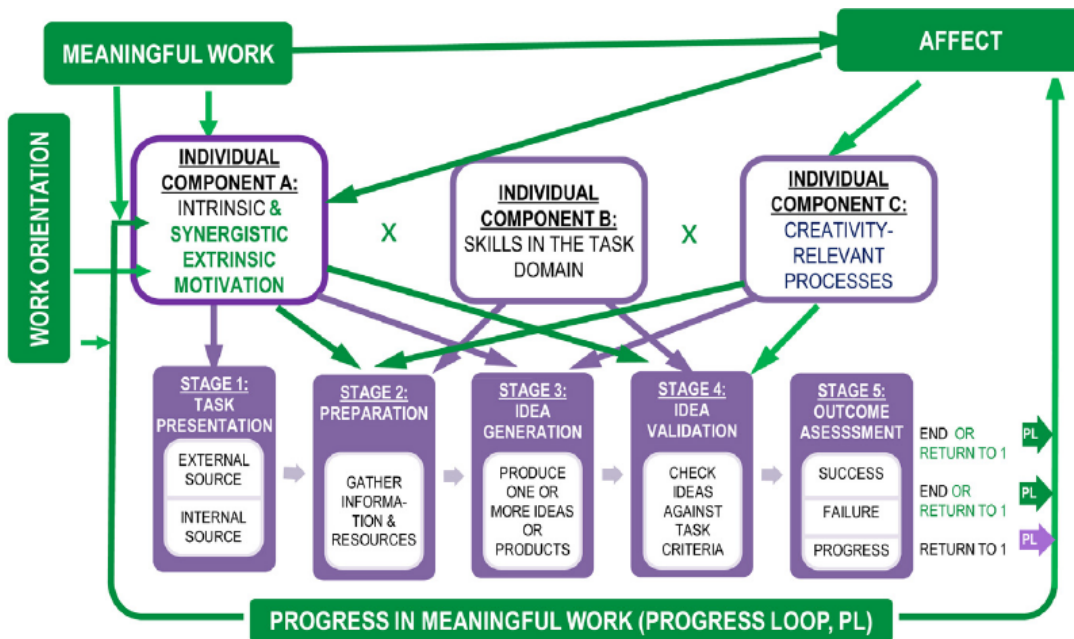 MEANINGFUL WORK
AFFECT
WORK ORIENTATION
INDIVIDUAL
COMPONENT A:
INTRINSIC &
SYNERGISTIC
EXTRINSIC
MOTIVATION
X
INDIVIDUAL
COMPONENT B:
SKILLS IN THE TASK
DOMAIN
X
INDIVIDUAL
COMPONENT C:
CREATIVITY-
RELEVANT
PROCESSES
STAGE 1:
TASK
PRESENTATION
EXTERNAL
SOURCE
INTERNAL
SOURCE
STAGE 2:
PREPARATION
GATHER
INFORMA-
TION &
RESOURCES
STAGE 3:
IDEA
GENERATION
PRODUCE
ONE OR
MORE IDEAS
OR
PRODUCTS
STAGE 4:
IDEA
VALIDATION
CHECK
IDEAS
AGAINST
TASK
CRITERIA
STAGE 5:
OUTCOME
ASESSSMENT
SUCCESS
FAILURE
PROGRESS
END OR
RETURN TO 1
PL
END OR
RETURN TO 1
PL
RETURN TO 1
PL
PROGRESS IN MEANINGFUL WORK (PROGRESS LOOP, PL)